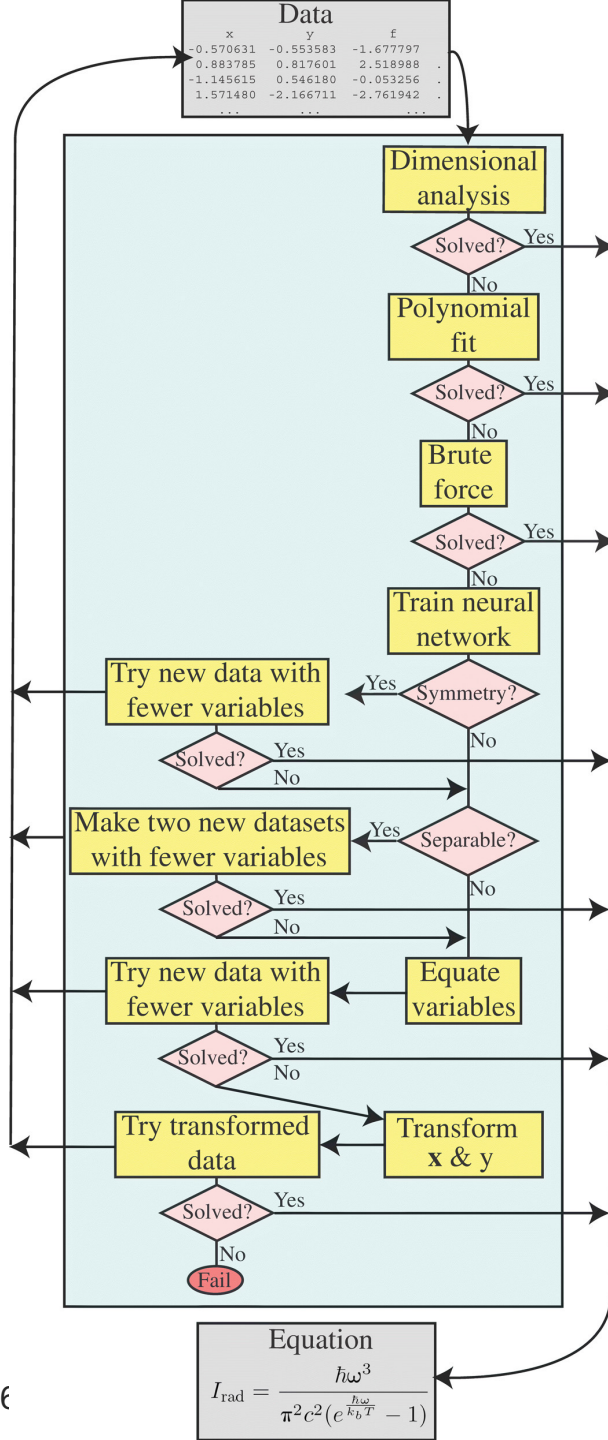 Data
x y f
-0.570631 -0.553583 -1.677797
0.883785 0.817601 2.518988 .
-1.145615 0.546180 -0.053256 .
1.571480 -2.166711 -2.761942 .
... ... ...
Dimensional
analysis
Solved? Yes
No
Polynomial
fit
Solved? Yes
No
Brute
force
Solved? Yes
No
Train neural
network
Yes Symmetry?
No
Try new data with
fewer variables
Solved? Yes
No
Yes Separable?
No
Make two new datasets
with fewer variables
Solved? Yes
No
Equate
variables
Try new data with
fewer variables
Solved? Yes
No
Transform
x & y
Try transformed
data
Solved? Yes
No
Fail
Equation
I_rad = ħω³ / π²c²(e^(ħω/k_bT) − 1)